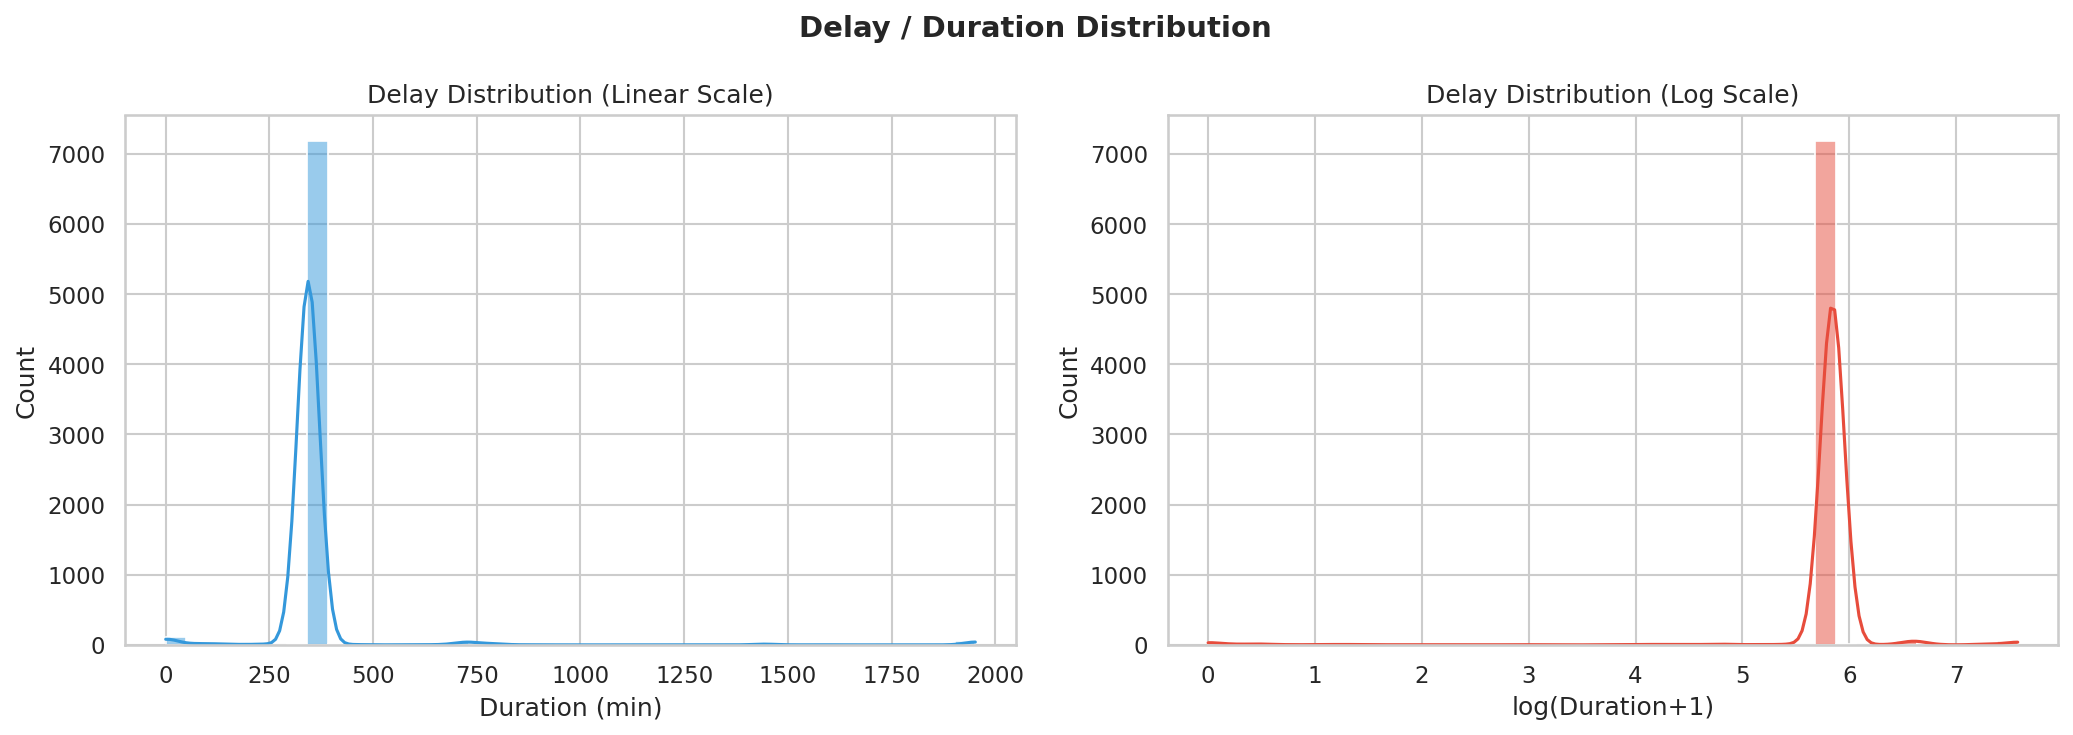 Delay / Duration Distribution
Delay Distribution (Linear Scale)
7000
6000
5000
4000
3000
2000
1000
0
Count
0 250 500 750 1000 1250 1500 1750 2000
Duration (min)
Delay Distribution (Log Scale)
7000
6000
5000
4000
3000
2000
1000
0
Count
0 1 2 3 4 5 6 7
log(Duration+1)